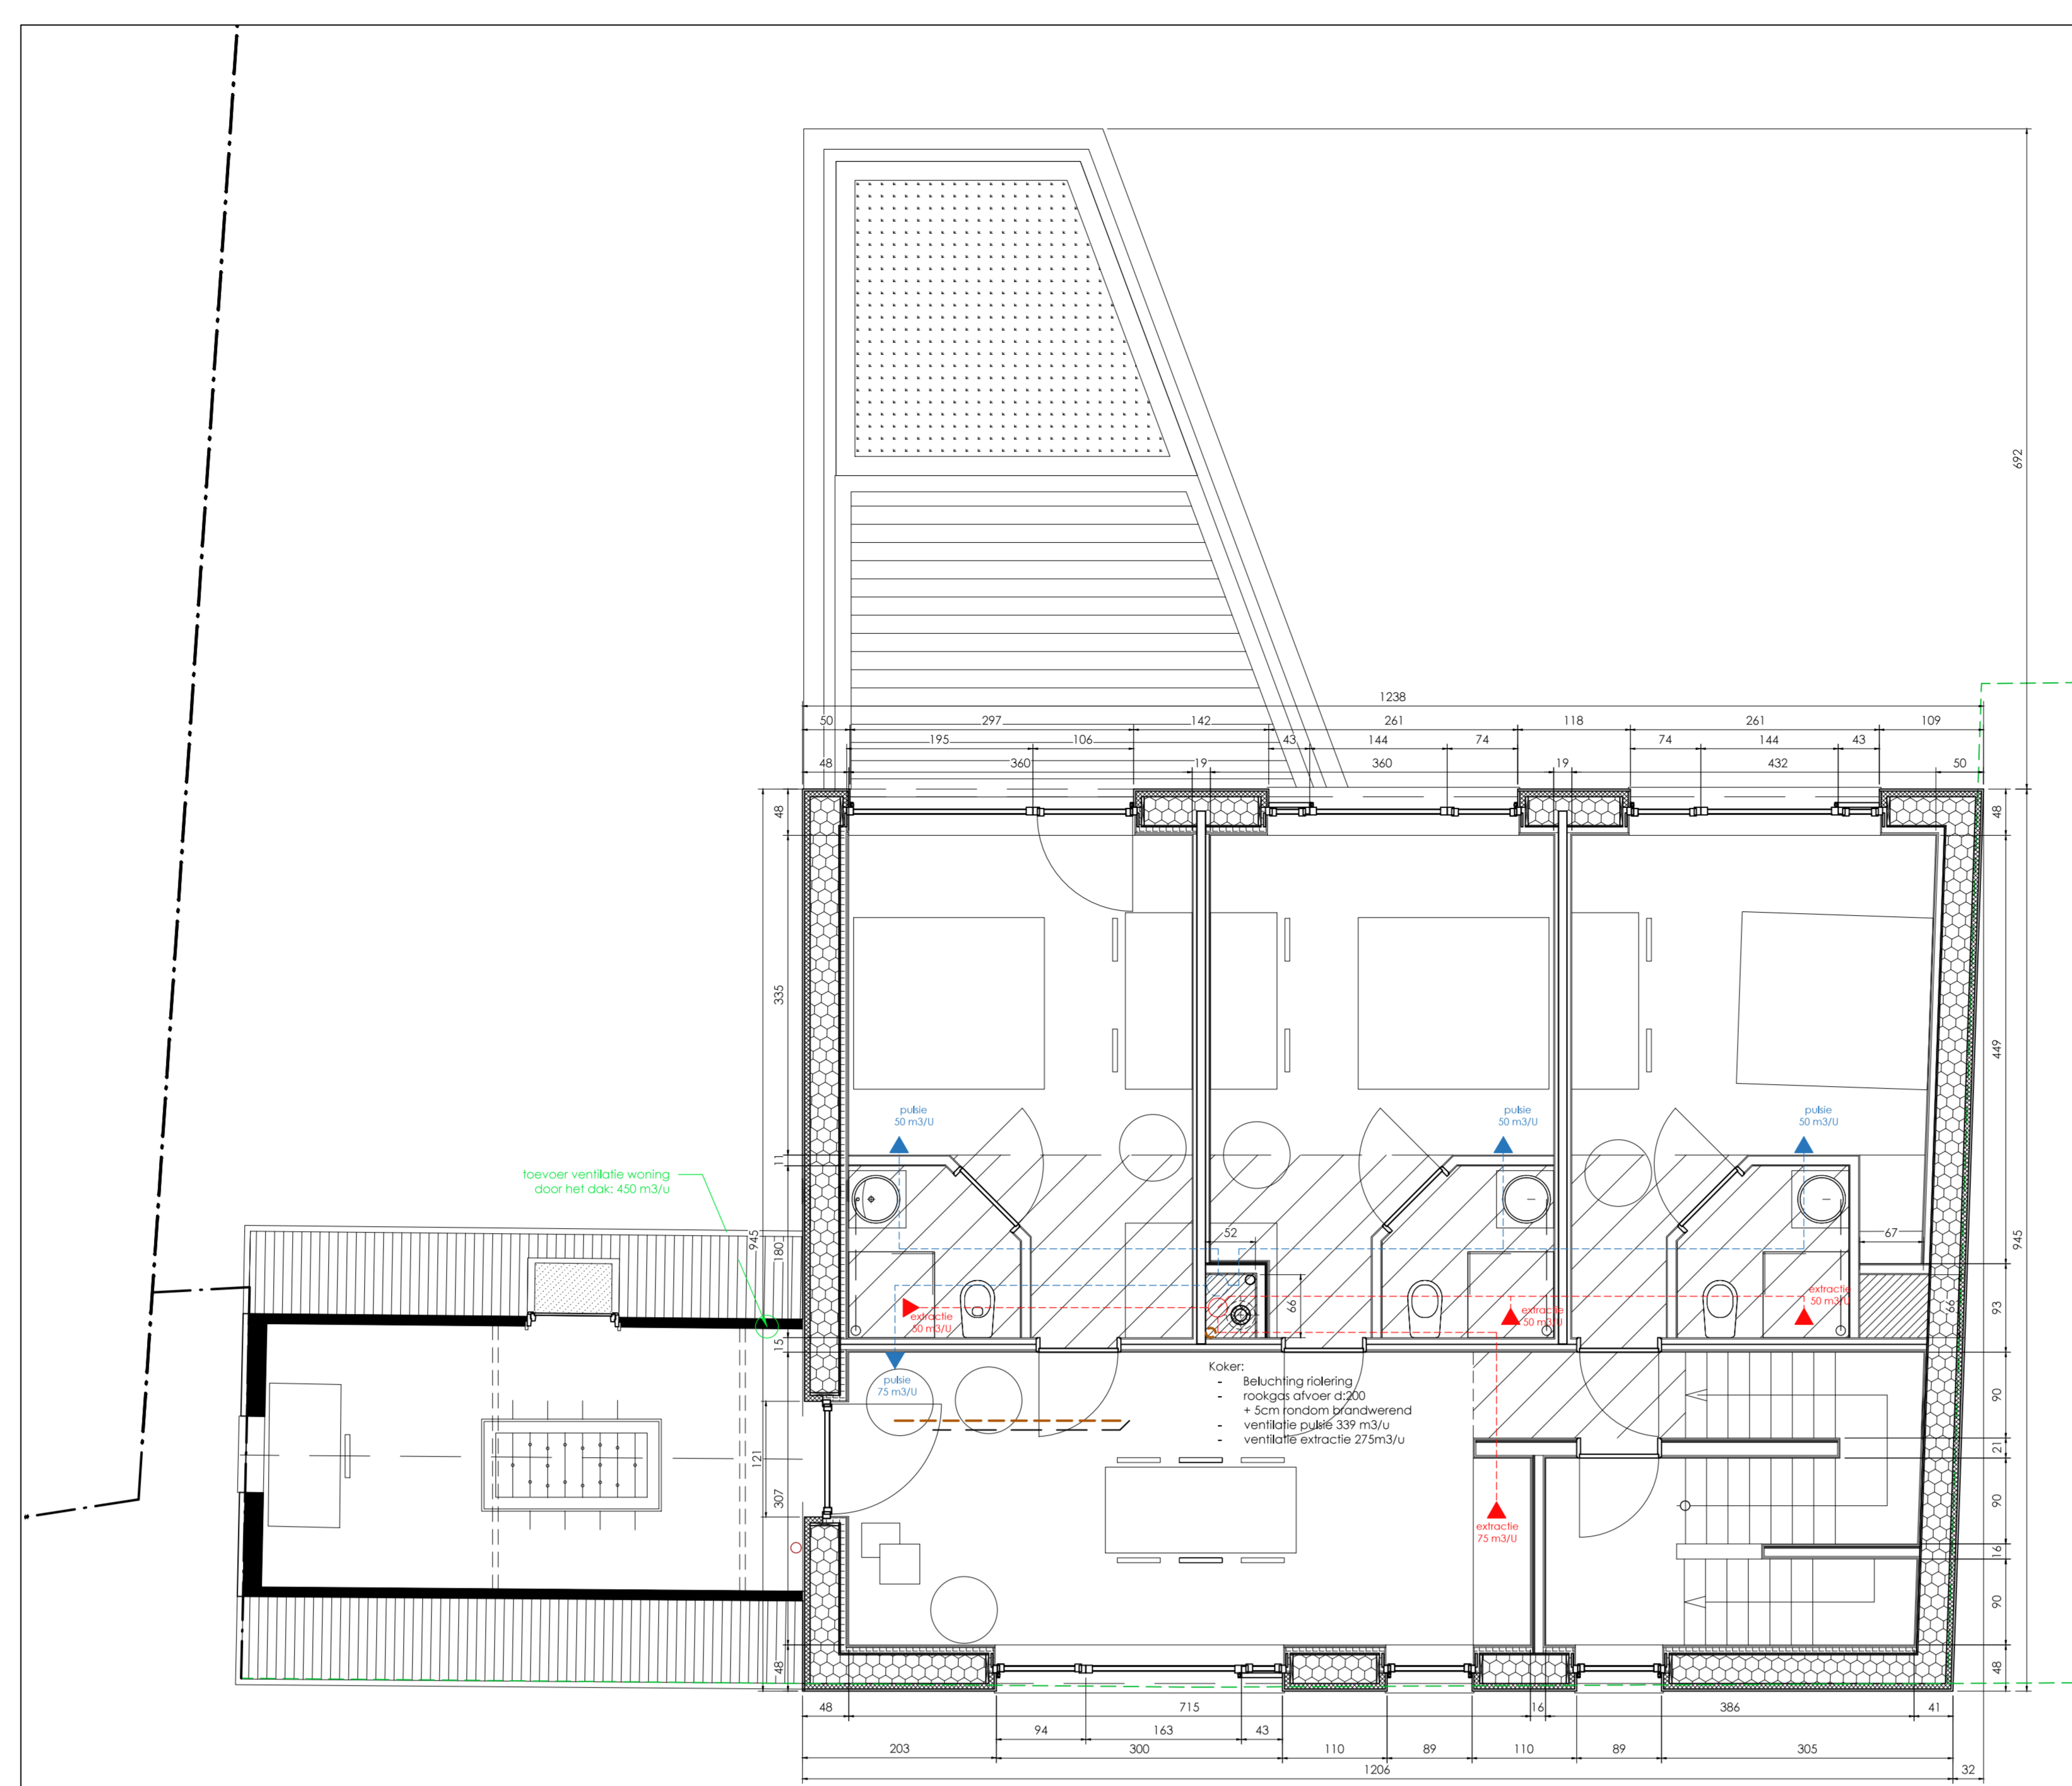 692
1238
50 297 142 261 118 261 109
195 106 43 144 74 74 144 43
48 360 19 360 19 432 50
48
48
335
449
pulsie
50 m3/U
pulsie
50 m3/U
pulsie
50 m3/U
11
toevoer ventilatie woning
door het dak: 450 m3/u
945
180
52
67
945
66
extractie
50 m3/U
extractie
50 m3/U
extractie
50 m3/U
66
93
15
pulsie
75 m3/U
Koker:
- Beluchting riolering
- rookgas afvoer d:200
+ 5cm rondom brandwerend
- ventilatie pulsie 339 m3/u
- ventilatie extractie 275m3/u
90
21
121
307
90
extractie
75 m3/U
16
90
48
48
48 715 16 386 41
94 163 43
203 300 110 89 110 89 305
1206 32